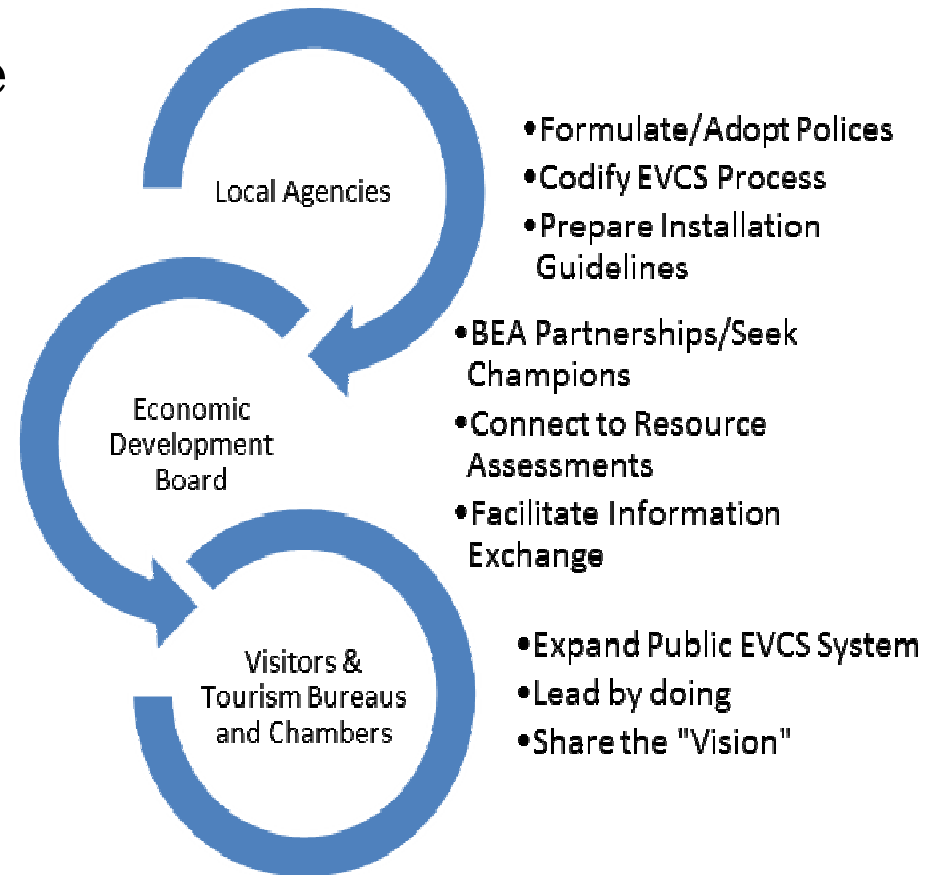 e
Local Agencies
•Formulate/Adopt Polices
•Codify EVCS Process
•Prepare Installation
Guidelines
Economic
Development
Board
•BEA Partnerships/Seek
Champions
•Connect to Resource
Assessments
•Facilitate Information
Exchange
Visitors &
Tourism Bureaus
and Chambers
•Expand Public EVCS System
•Lead by doing
•Share the "Vision"